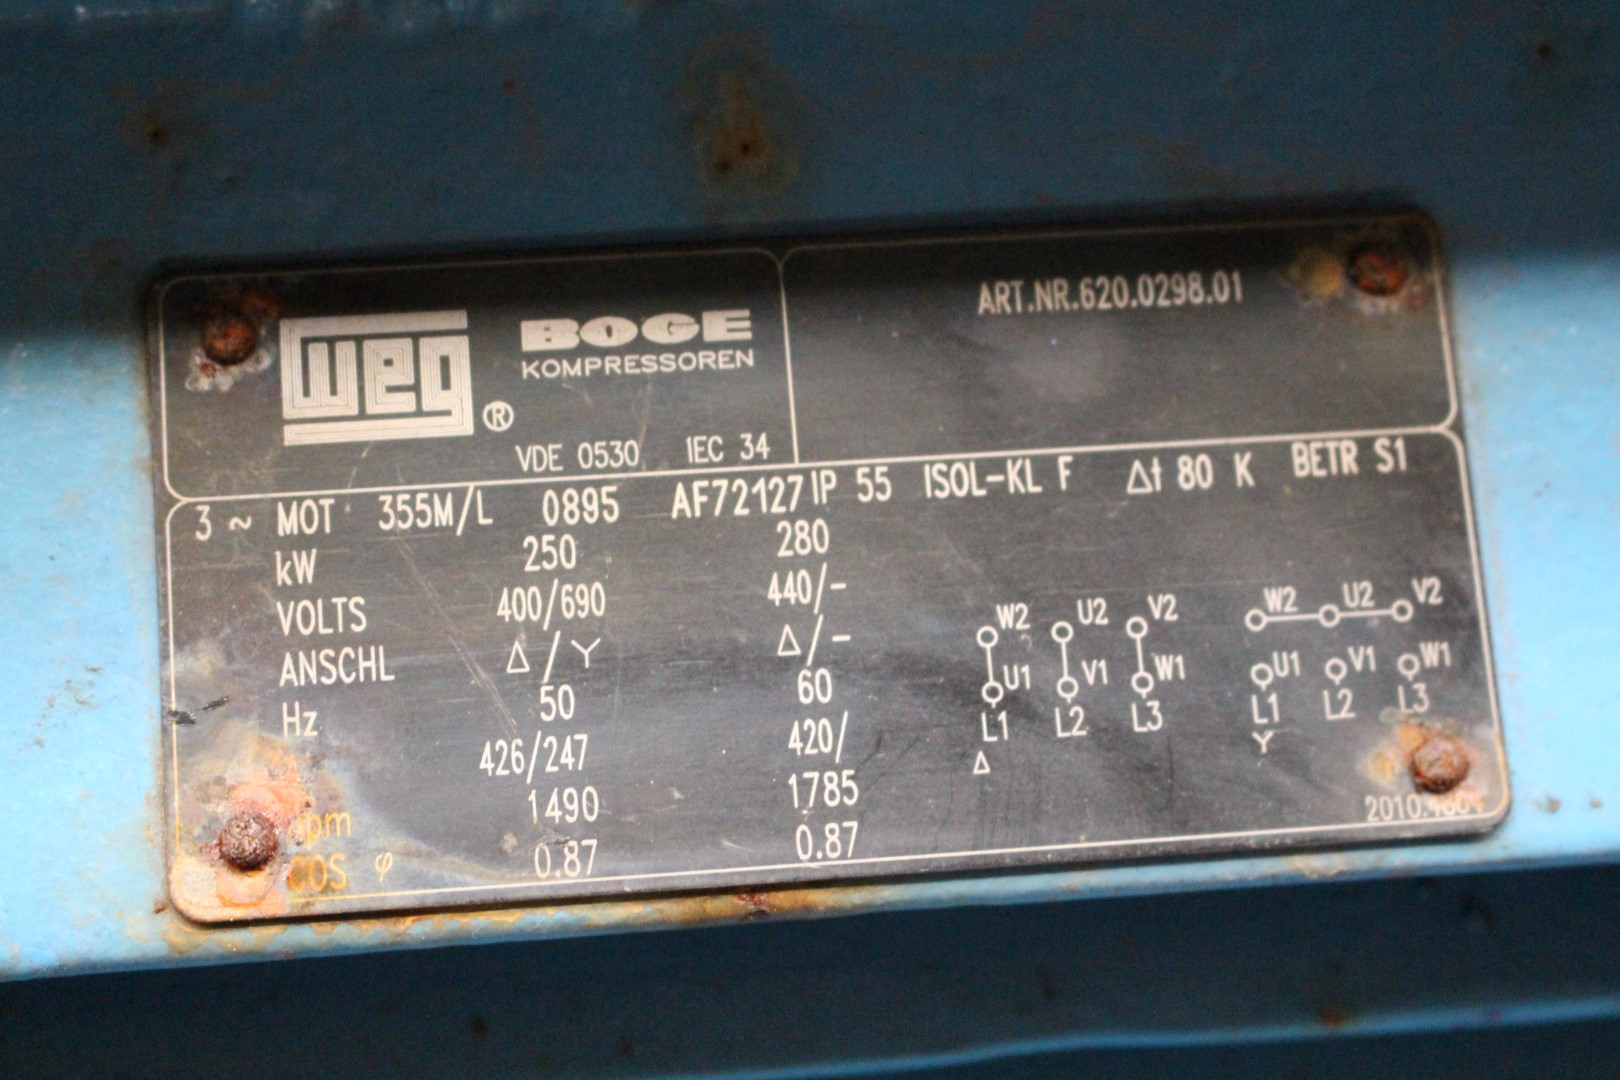 ART.NR.620.0298.01
weg ®
BOGE
KOMPRESSOREN
VDE 0530 IEC 34
3 ~ MOT 355M/L 0895 AF72127 IP 55 ISOL-KL F Δt 80 K BETR S1
kW 250 280
VOLTS 400/690 440/-
ANSCHL Δ/Y Δ/-
Hz 50 60
426/247 420/
1490 1785
COS φ 0.87 0.87
W2 U2 V2 W2 U2 V2
U1 V1 W1 U1 V1 W1
L1 L2 L3 L1 L2 L3
Δ Y